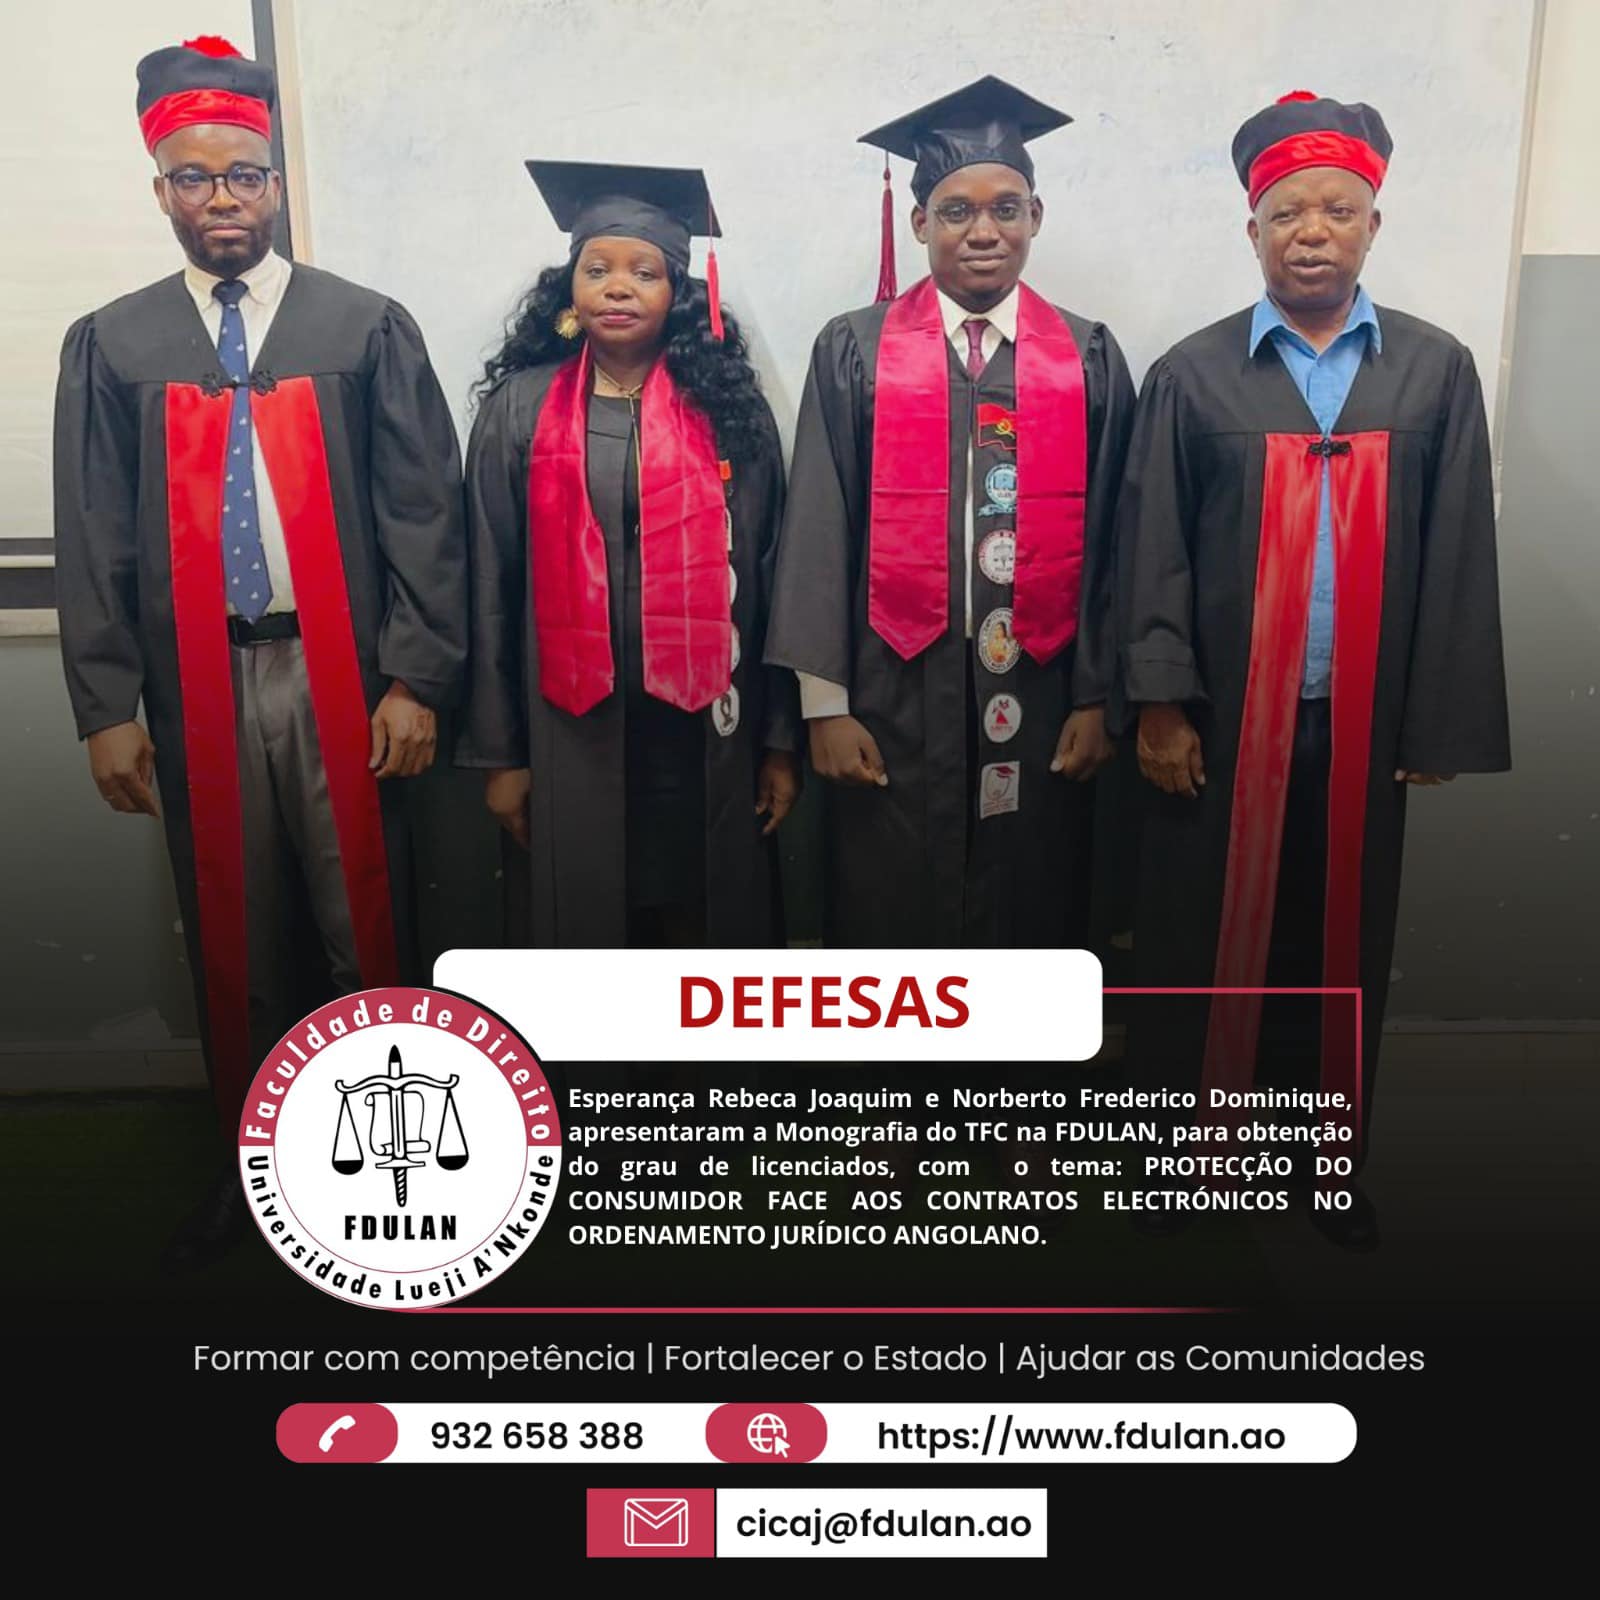 DEFESAS
Faculdade de Direito
Universidade Lueji A'Nkonde
FDULAN
Esperança Rebeca Joaquim e Norberto Frederico Dominique,
apresentaram a Monografia do TFC na FDULAN, para obtenção
do grau de licenciados, com o tema: PROTECÇÃO DO
CONSUMIDOR FACE AOS CONTRATOS ELECTRÓNICOS NO
ORDENAMENTO JURÍDICO ANGOLANO.
Formar com competência | Fortalecer o Estado | Ajudar as Comunidades
932 658 388
https://www.fdulan.ao
cicaj@fdulan.ao